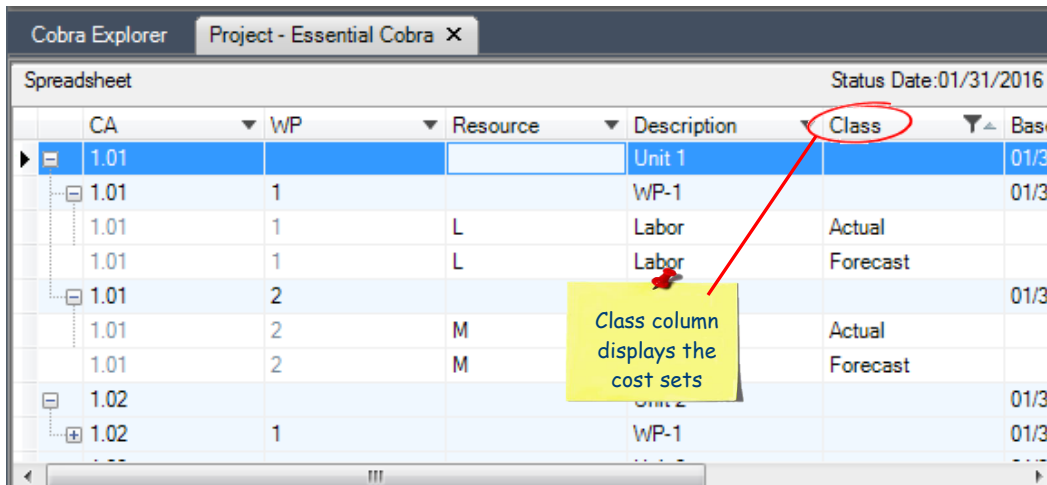 Cobra Explorer Project - Essential Cobra
Spreadsheet Status Date:01/31/2016
CA WP Resource Description Class
1.01 Unit 1 01/3
1.01 1 WP-1 01/3
1.01 1 L Labor Actual
1.01 1 L Labor Forecast
1.01 2 01/3
1.01 2 M Actual
1.01 2 M Forecast
Class column
displays the
cost sets
1.02 01/3
1.02 1 WP-1 01/3